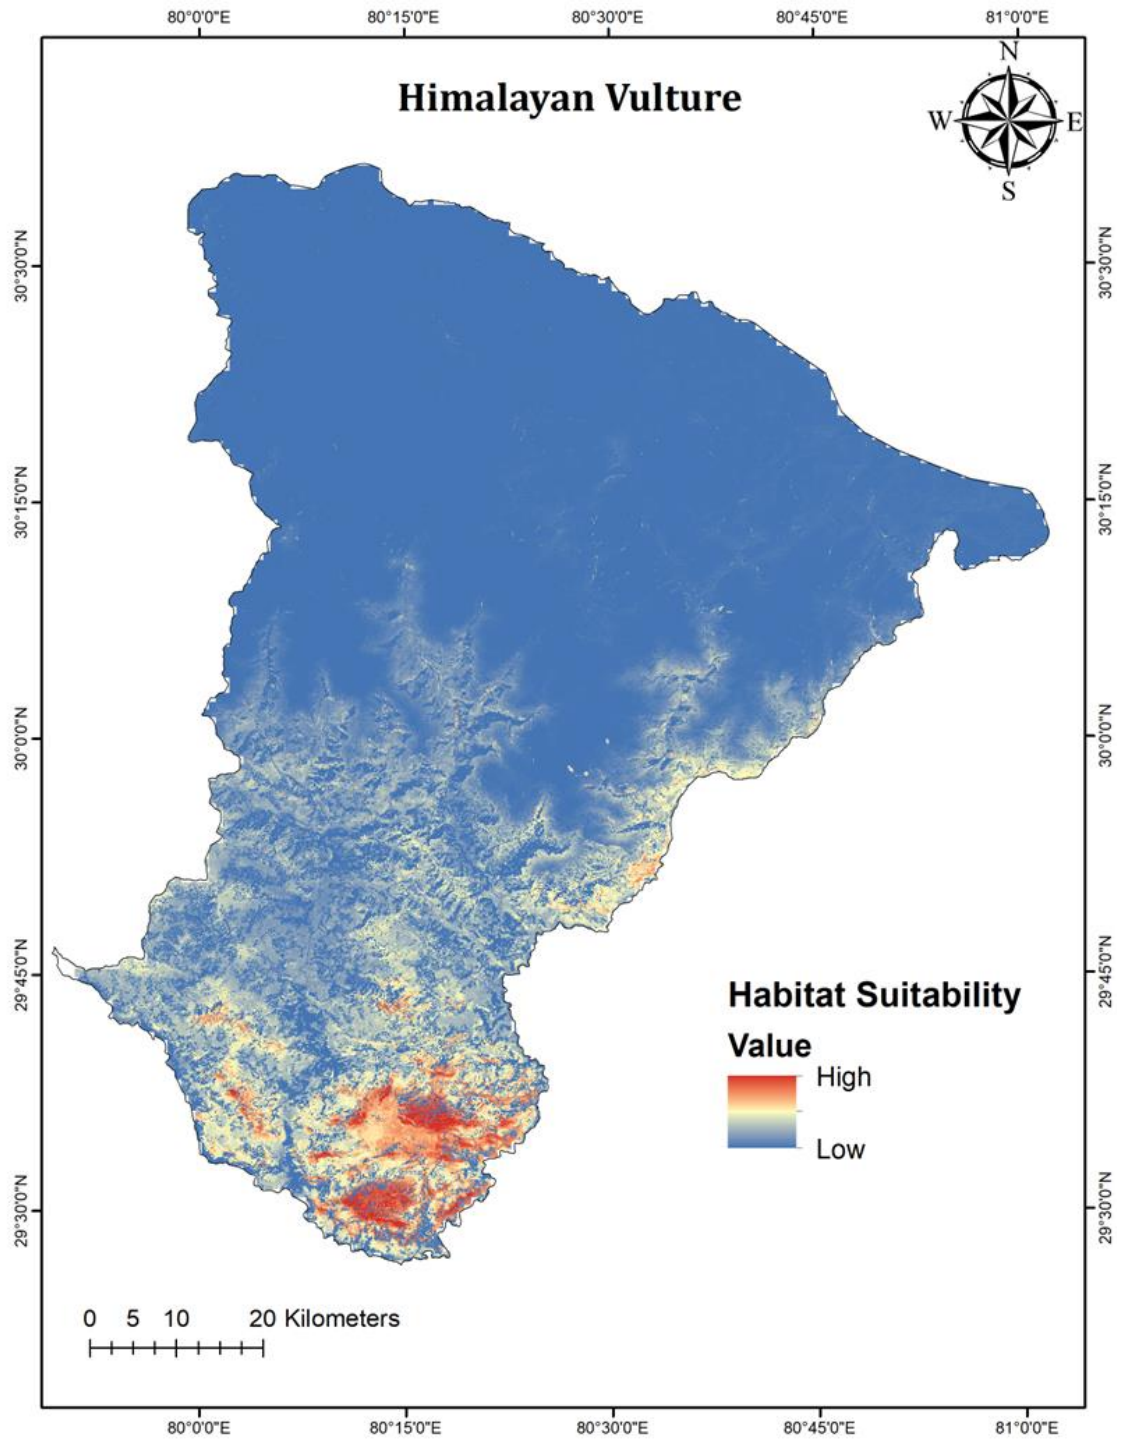 80°0'0"E 80°15'0"E 80°30'0"E 80°45'0"E 81°0'0"E
N
Himalayan Vulture
W E
S
30°30'0"N 30°30'0"N
30°15'0"N 30°15'0"N
30°0'0"N 30°0'0"N
29°45'0"N 29°45'0"N
Habitat Suitability
Value
High
Low
29°30'0"N 29°30'0"N
0 5 10 20 Kilometers
80°0'0"E 80°15'0"E 80°30'0"E 80°45'0"E 81°0'0"E